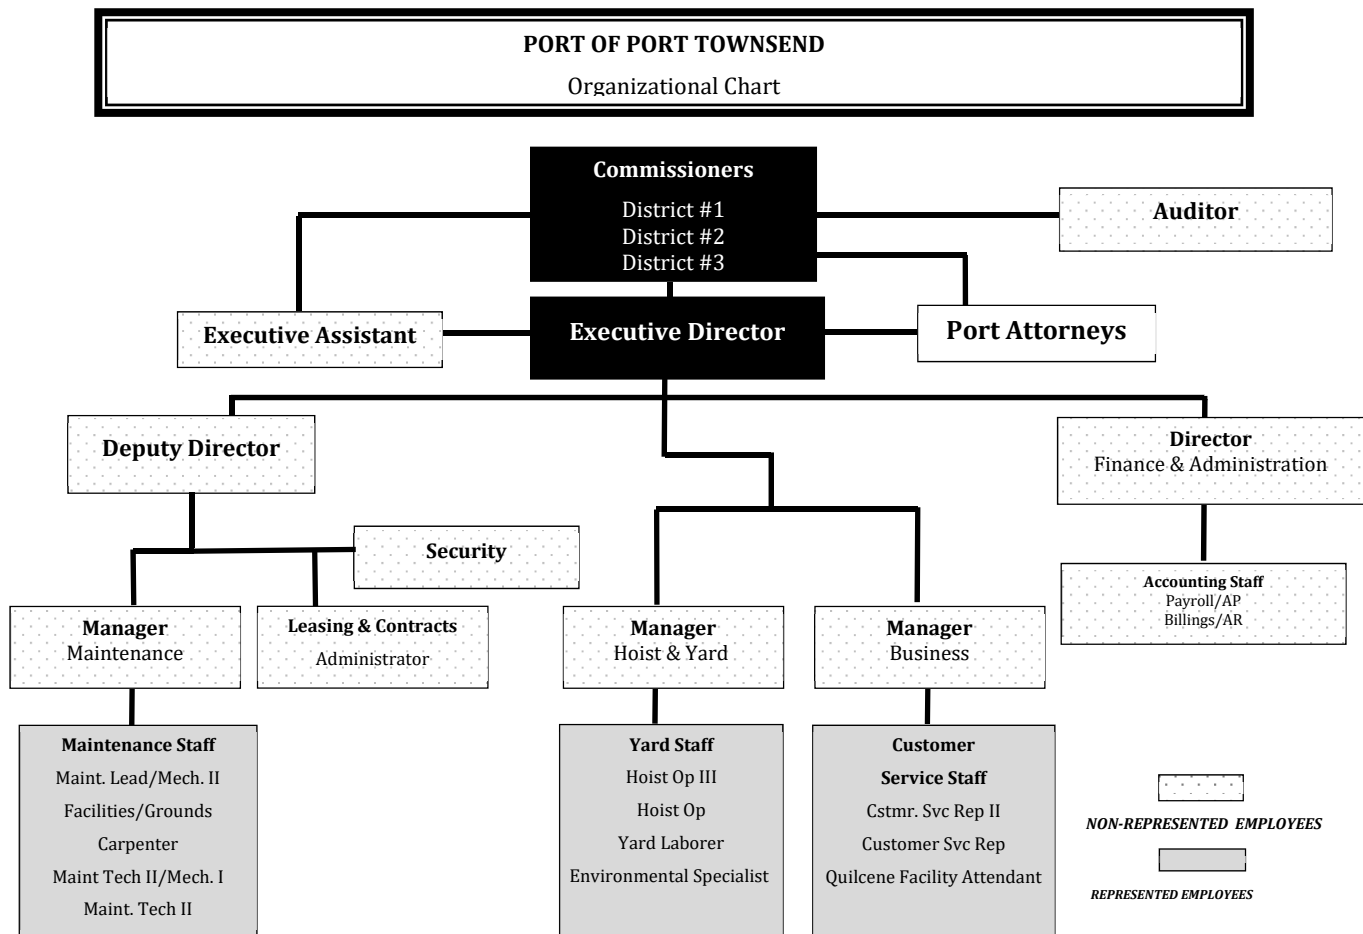 PORT OF PORT TOWNSEND
Organizational Chart
Commissioners
District #1
District #2
District #3
Auditor
Executive Assistant
Executive Director
Port Attorneys
Deputy Director
Director
Finance & Administration
Security
Accounting Staff
Payroll/AP
Billings/AR
Manager
Maintenance
Leasing & Contracts
Administrator
Manager
Hoist & Yard
Manager
Business
Maintenance Staff
Maint. Lead/Mech. II
Facilities/Grounds
Carpenter
Maint Tech II/Mech. I
Maint. Tech II
Yard Staff
Hoist Op III
Hoist Op
Yard Laborer
Environmental Specialist
Customer
Service Staff
Cstmr. Svc Rep II
Customer Svc Rep
Quilcene Facility Attendant
NON-REPRESENTED EMPLOYEES
REPRESENTED EMPLOYEES